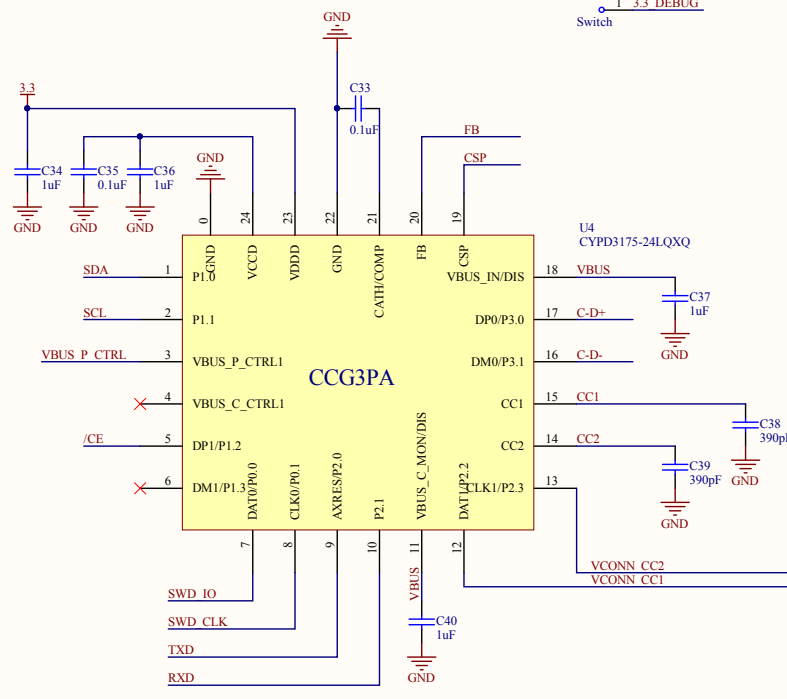 1 3.3_DEBUG
Switch
GND
3.3
C33
0.1uF
FB
CSP
C34
1uF
C35
0.1uF
C36
1uF
GND
GND
GND
GND
0
24
23
22
21
20
19
GND
VCCD
VDDD
GND
CATH/COMP
FB
CSP
U4
CYPD3175-24LQXQ
SDA 1 P1.0
SCL 2 P1.1
VBUS_P_CTRL 3 VBUS_P_CTRL1
4 VBUS_C_CTRL1
/CE 5 DP1/P1.2
6 DM1/P1.3
CCG3PA
VBUS_IN/DIS 18 VBUS
DP0/P3.0 17 C-D+
DM0/P3.1 16 C-D-
CC1 15 CC1
CC2 14 CC2
CLK1/P2.3 13
C37
1uF
GND
C38
390pF
GND
C39
390pF
GND
DAT0/P0.0
CLK0/P0.1
AXRES/P2.0
P2.1
VBUS_C_MON/DIS
DAT1/P2.2
7
8
9
10
11
12
VBUS
VCONN_CC2
VCONN_CC1
SWD_IO
SWD_CLK
TXD
RXD
C40
1uF
GND